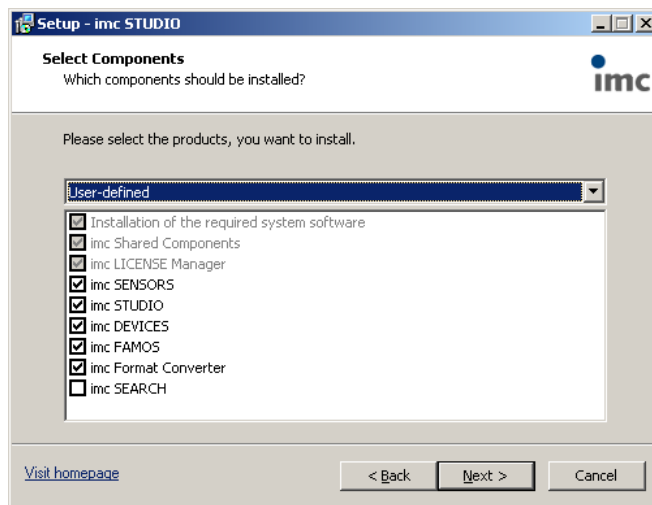 Setup - imc STUDIO
Select Components
Which components should be installed?
imc
Please select the products, you want to install.
User-defined
Installation of the required system software
imc Shared Components
imc LICENSE Manager
imc SENSORS
imc STUDIO
imc DEVICES
imc FAMOS
imc Format Converter
imc SEARCH
Visit homepage
< Back
Next >
Cancel